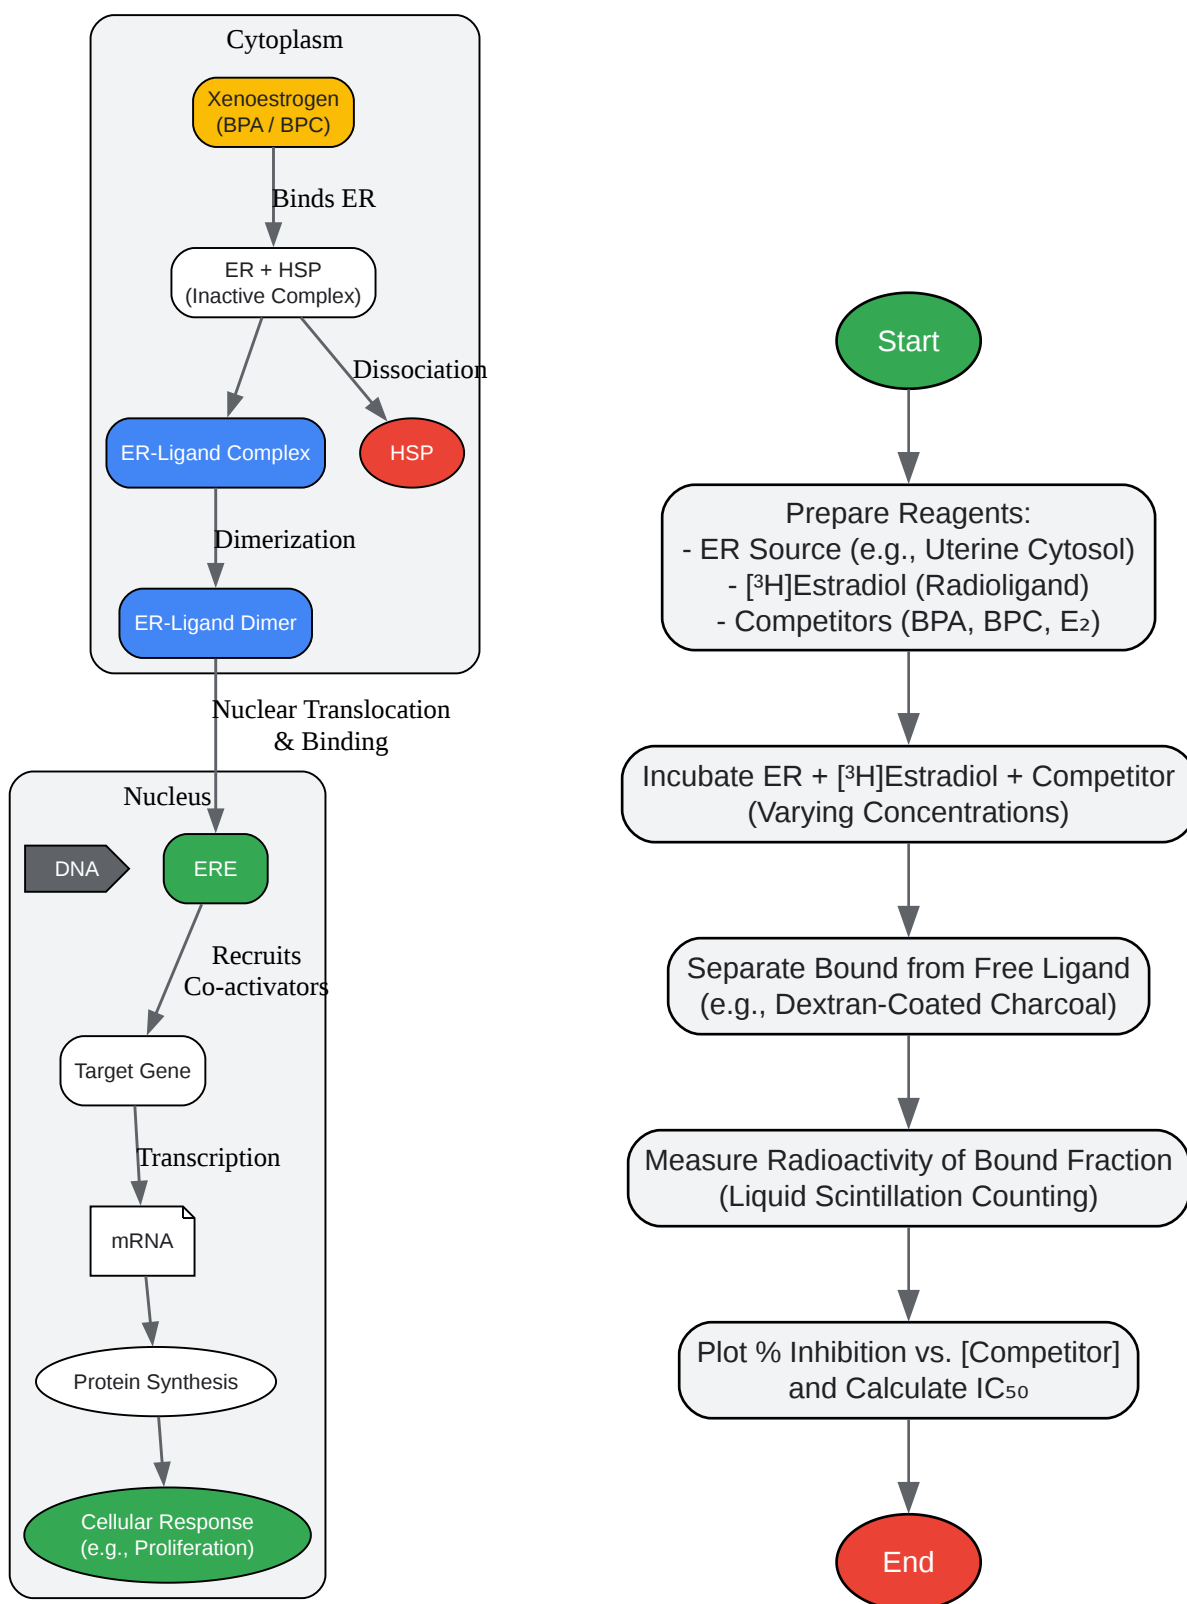 Cytoplasm
Xenoestrogen
(BPA / BPC)
Binds ER
ER + HSP
(Inactive Complex)
Dissociation
ER-Ligand Complex
HSP
Dimerization
ER-Ligand Dimer
Nuclear Translocation
& Binding
Nucleus
DNA
ERE
Recruits
Co-activators
Target Gene
Transcription
mRNA
Protein Synthesis
Cellular Response
(e.g., Proliferation)
Start
Prepare Reagents:
- ER Source (e.g., Uterine Cytosol)
- [³H]Estradiol (Radioligand)
- Competitors (BPA, BPC, E₂)
Incubate ER + [³H]Estradiol + Competitor
(Varying Concentrations)
Separate Bound from Free Ligand
(e.g., Dextran-Coated Charcoal)
Measure Radioactivity of Bound Fraction
(Liquid Scintillation Counting)
Plot % Inhibition vs. [Competitor]
and Calculate IC₅₀
End